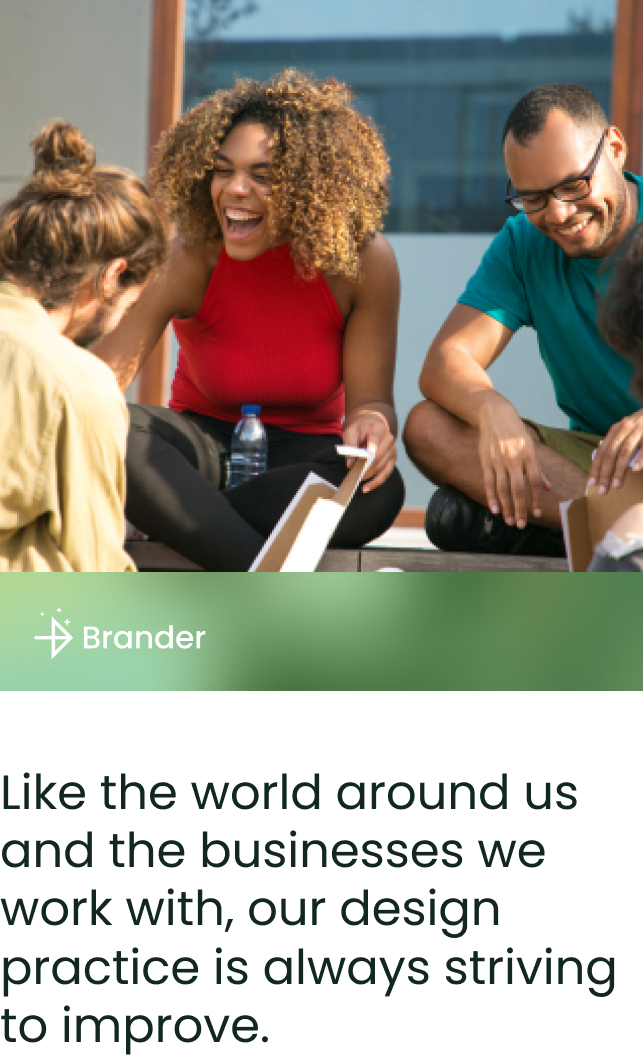 Brander
Like the world around us
and the businesses we
work with, our design
practice is always striving
to improve.